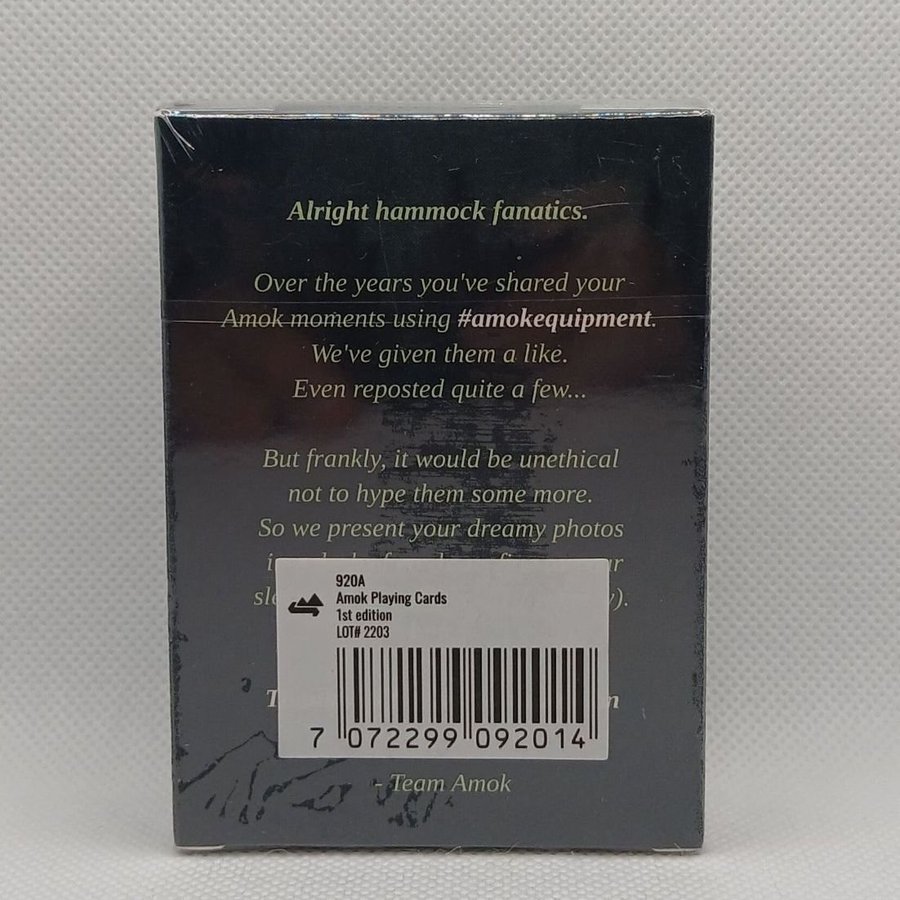 Alright hammock fanatics.
Over the years you've shared your
Amok moments using #amokequipment.
We've given them a like.
Even reposted quite a few...
But frankly, it would be unethical
not to hype them some more.
So we present your dreamy photos
920A
Amok Playing Cards
1st edition
LOT# 2203
7 072299 092014
- Team Amok